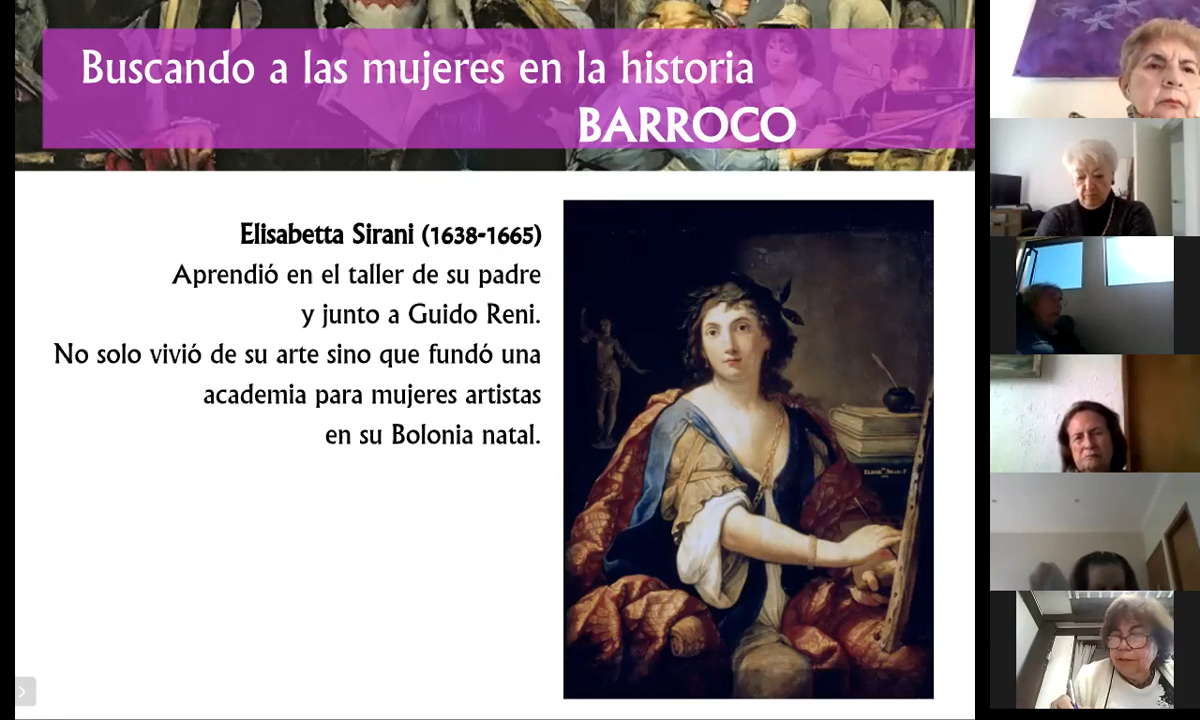 Buscando a las mujeres en la historia
BARROCO
Elisabetta Sirani (1638-1665)
Aprendió en el taller de su padre
y junto a Guido Reni.
No solo vivió de su arte sino que fundó una
academia para mujeres artistas
en su Bolonia natal.